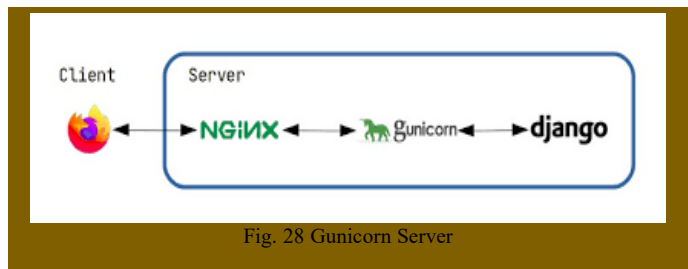 Client
Server
NGINX
gunicorn
django
Fig. 28 Gunicorn Server